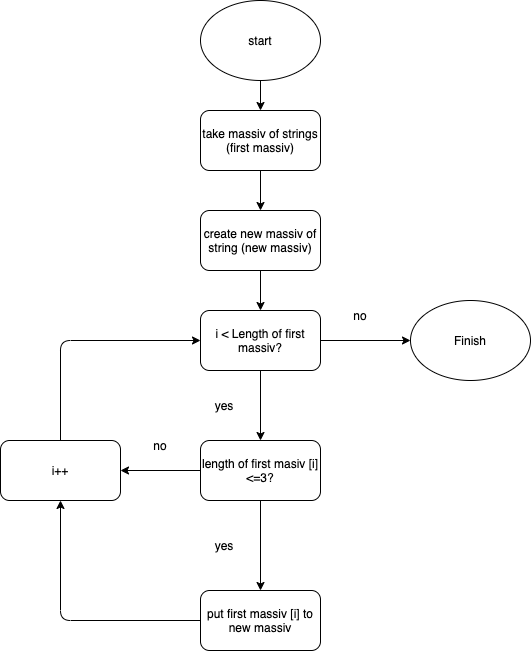 start
take massiv of strings
(first massiv)
create new massiv of
string (new massiv)
i < Length of first
massiv?
no
Finish
yes
length of first masiv [i]
<=3?
no
i++
yes
put first massiv [i] to
new massiv